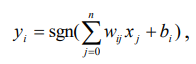 y_i = sgn(∑_{j=0}^{n} w_{ij} x_j + b_i) ,